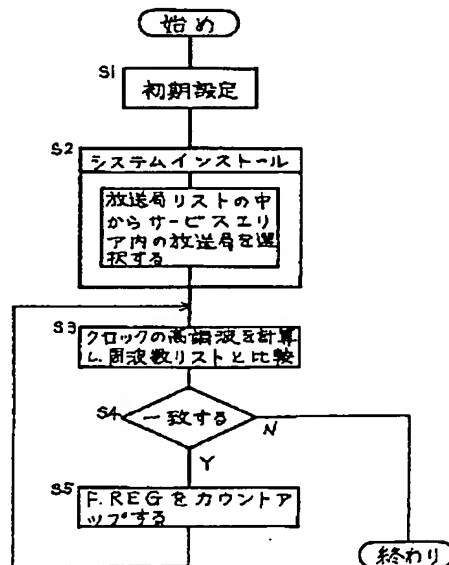 始め
S1
初期設定
S2
システムインストール
放送局リストの中
からサービスエリ
ア内の放送局を選
択する
S3
クロックの高調波を計算
し周波数リストと比較
S4
一致する
N
Y
S5
F.REGをカウントア
ップする
終わり